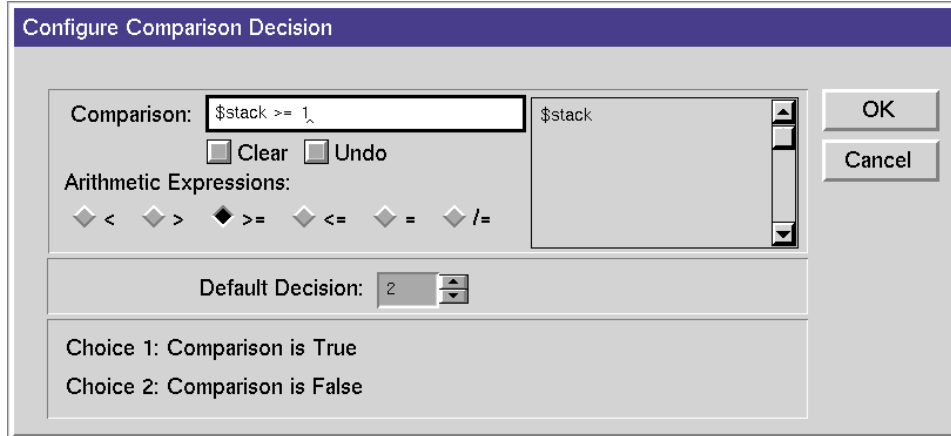 Configure Comparison Decision
Comparison: $stack >= 1 $stack OK
Clear Undo Cancel
Arithmetic Expressions:
< > >= <= = /=
Default Decision: 2
Choice 1: Comparison is True
Choice 2: Comparison is False